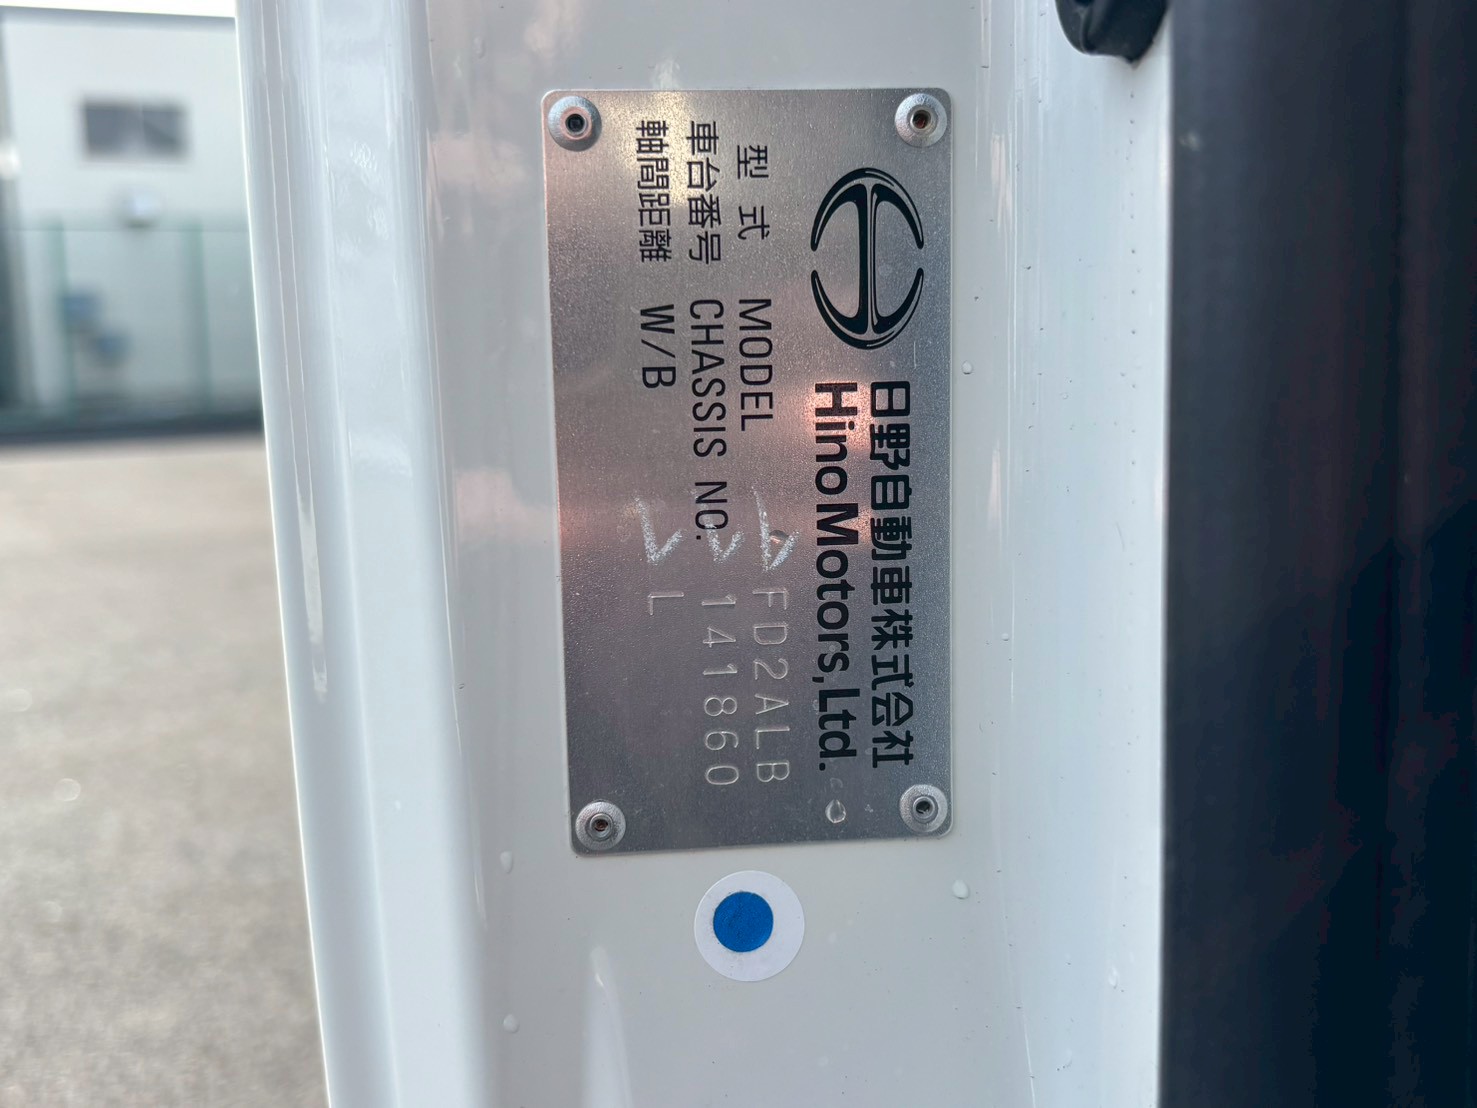 日野自動車株式会社
Hino Motors, Ltd.
型式 MODEL FD2ALB
車台番号 CHASSIS NO. 141860
軸間距離 W/B L